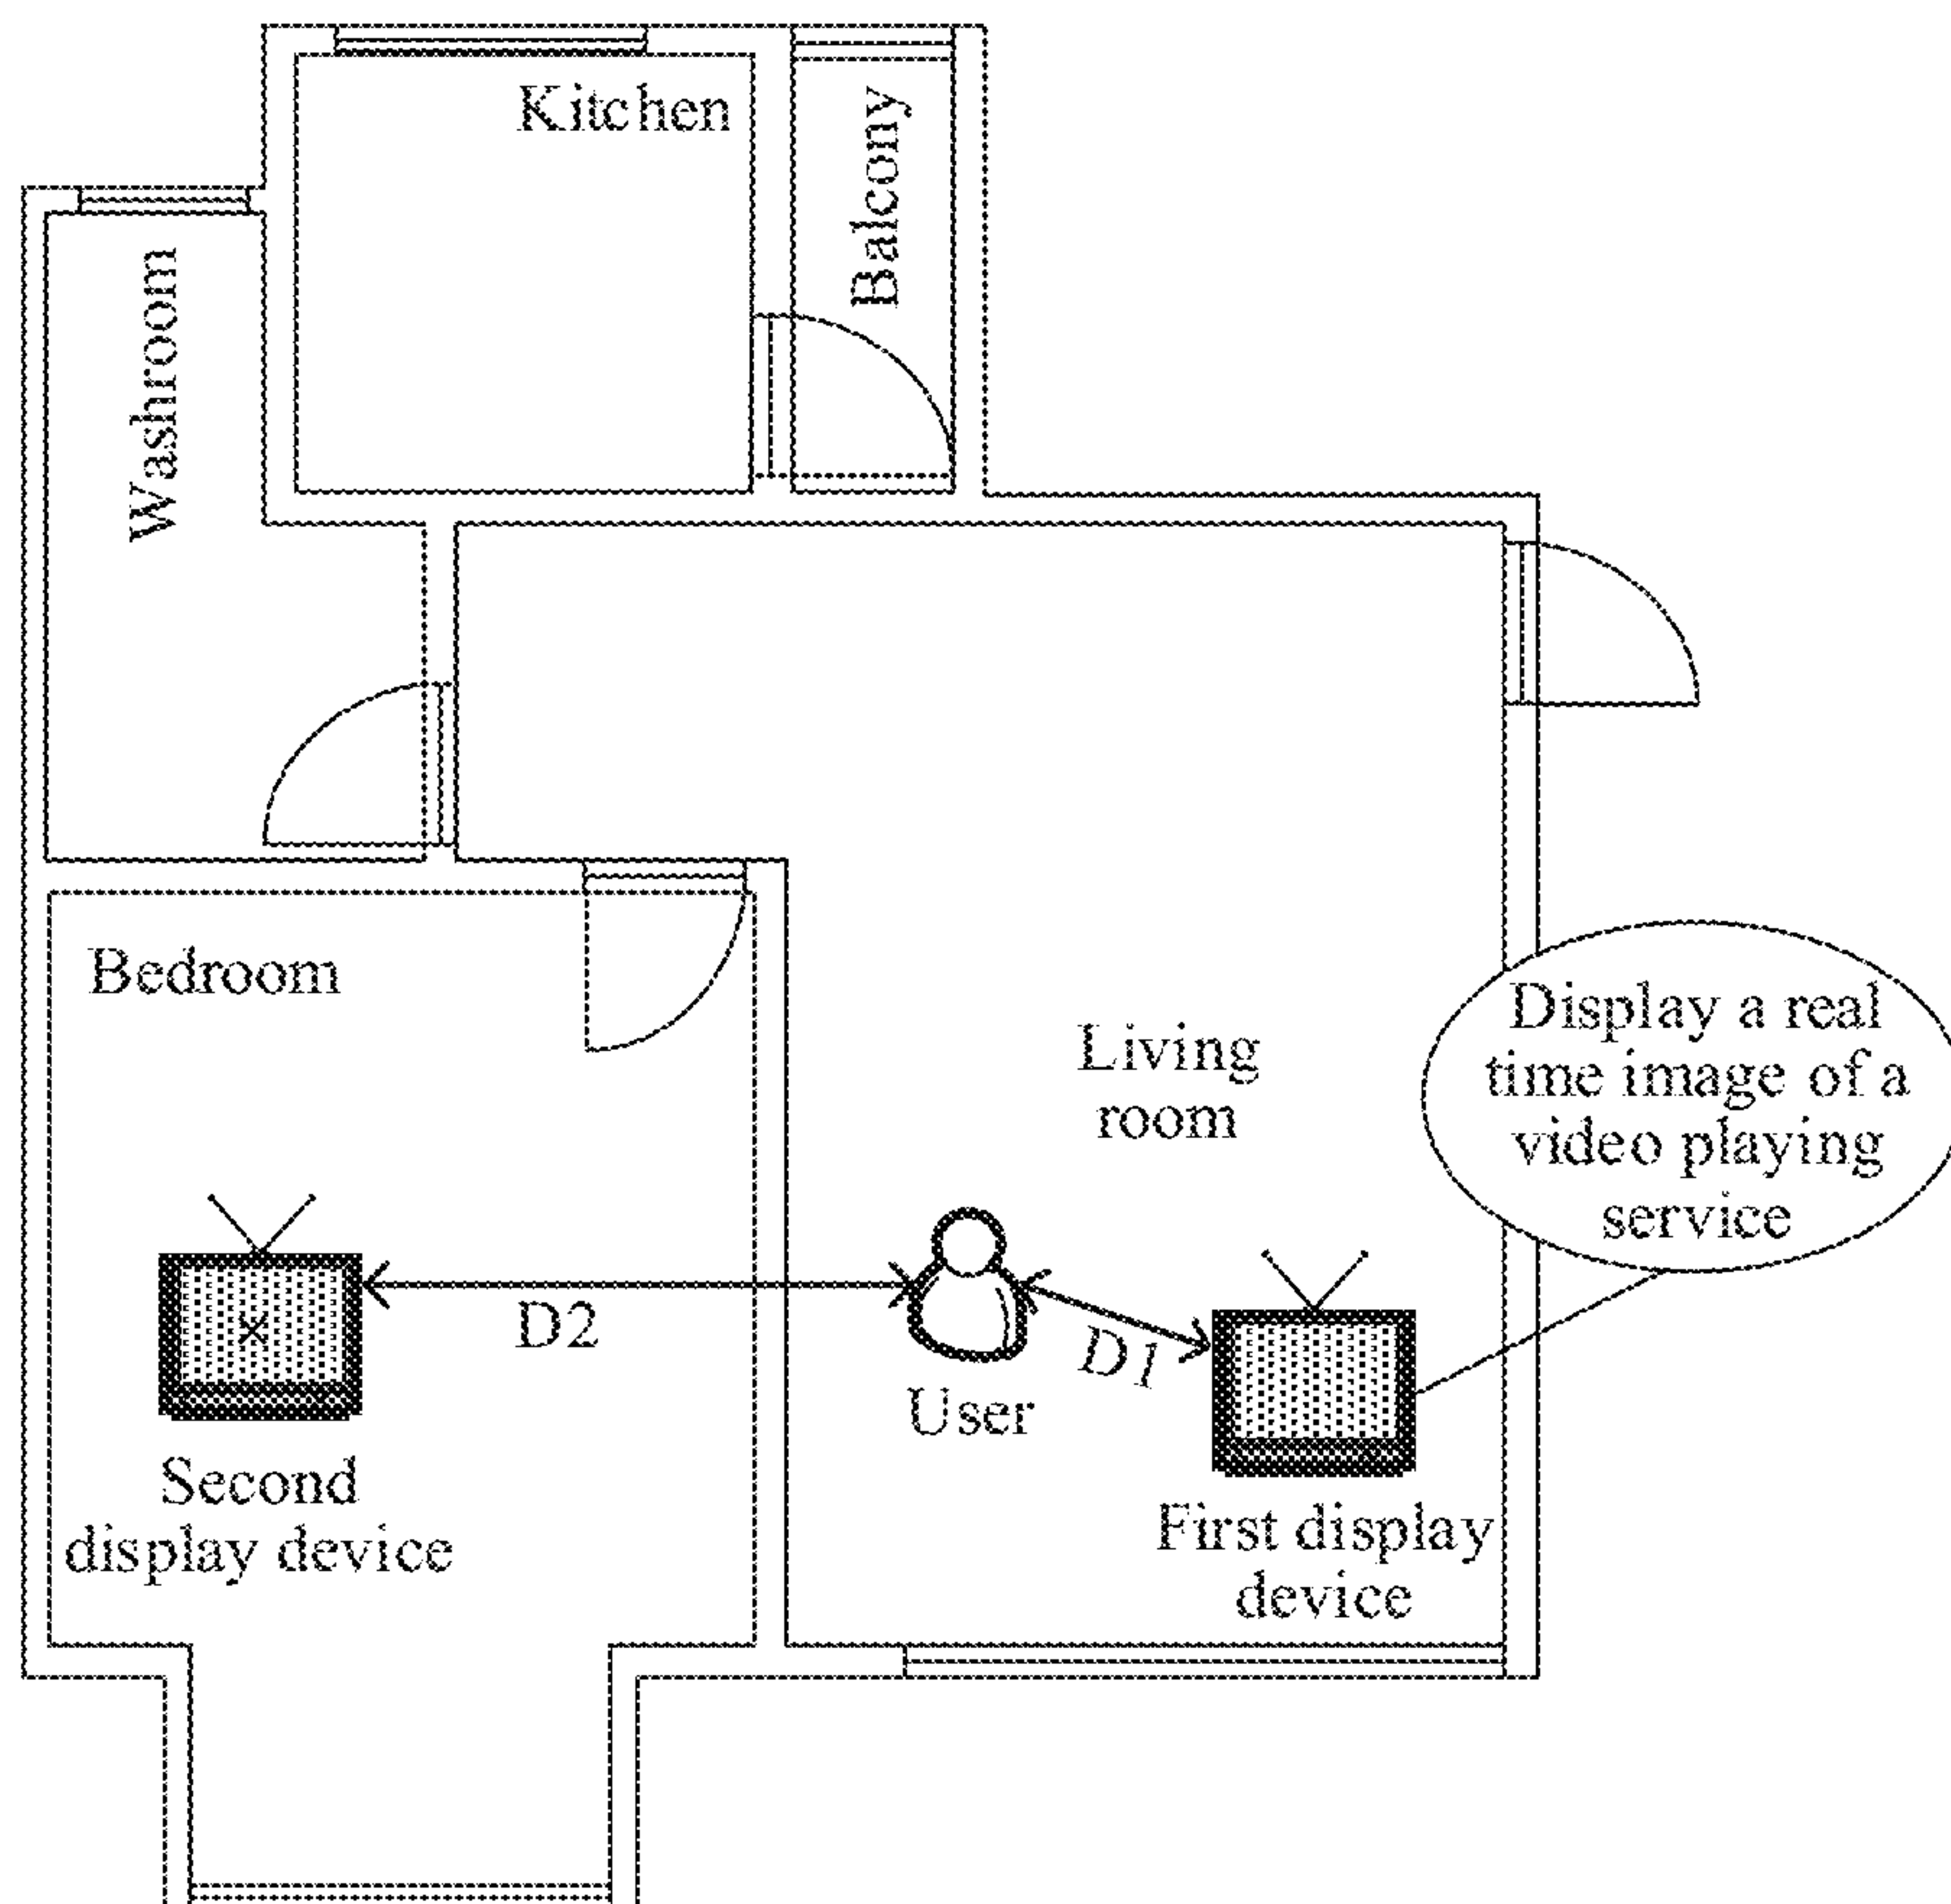 Kitchen
Balcony
Washroom
Bedroom
Living
room
Display a real
time image of a
video playing
service
D2
D1
User
Second
display device
First display
device